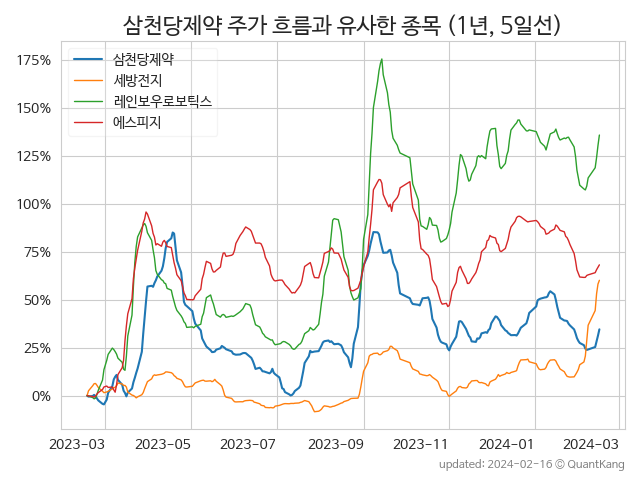 삼천당제약 주가 흐름과 유사한 종목 (1년, 5일선)
삼천당제약
세방전지
레인보우로보틱스
에스피지
175%
150%
125%
100%
75%
50%
25%
0%
2023-03 2023-05 2023-07 2023-09 2023-11 2024-01 2024-03
updated: 2024-02-16 © QuantKang